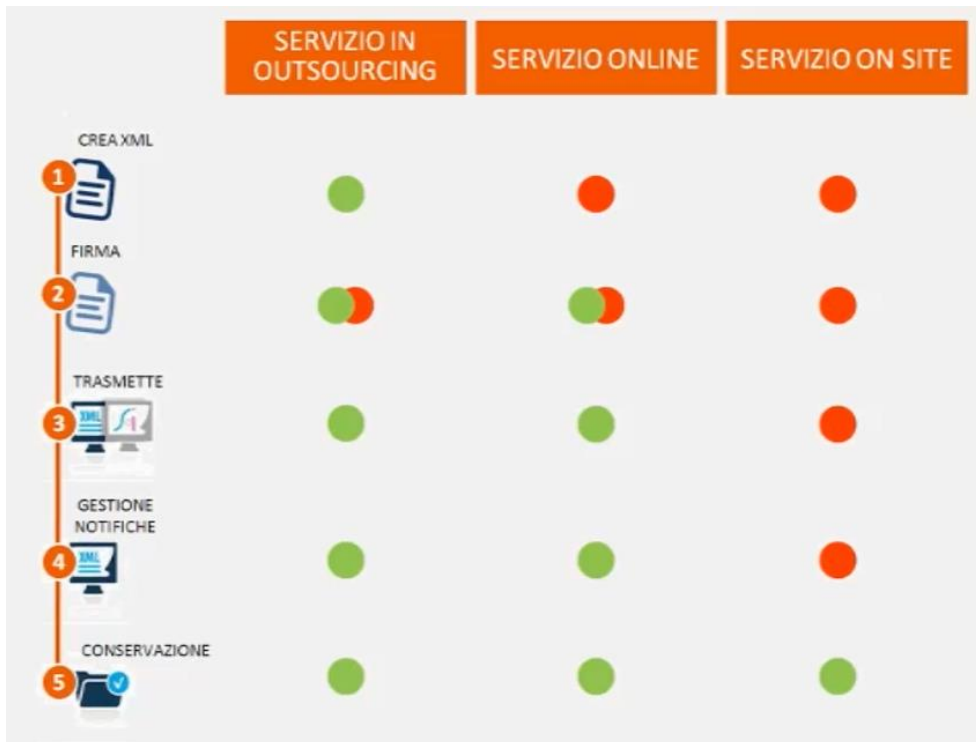 SERVIZIO IN
OUTSOURCING
SERVIZIO ONLINE
SERVIZIO ON SITE
CREA XML
1
FIRMA
2
TRASMETTE
3
XML
GESTIONE
NOTIFICHE
4
XML
CONSERVAZIONE
5